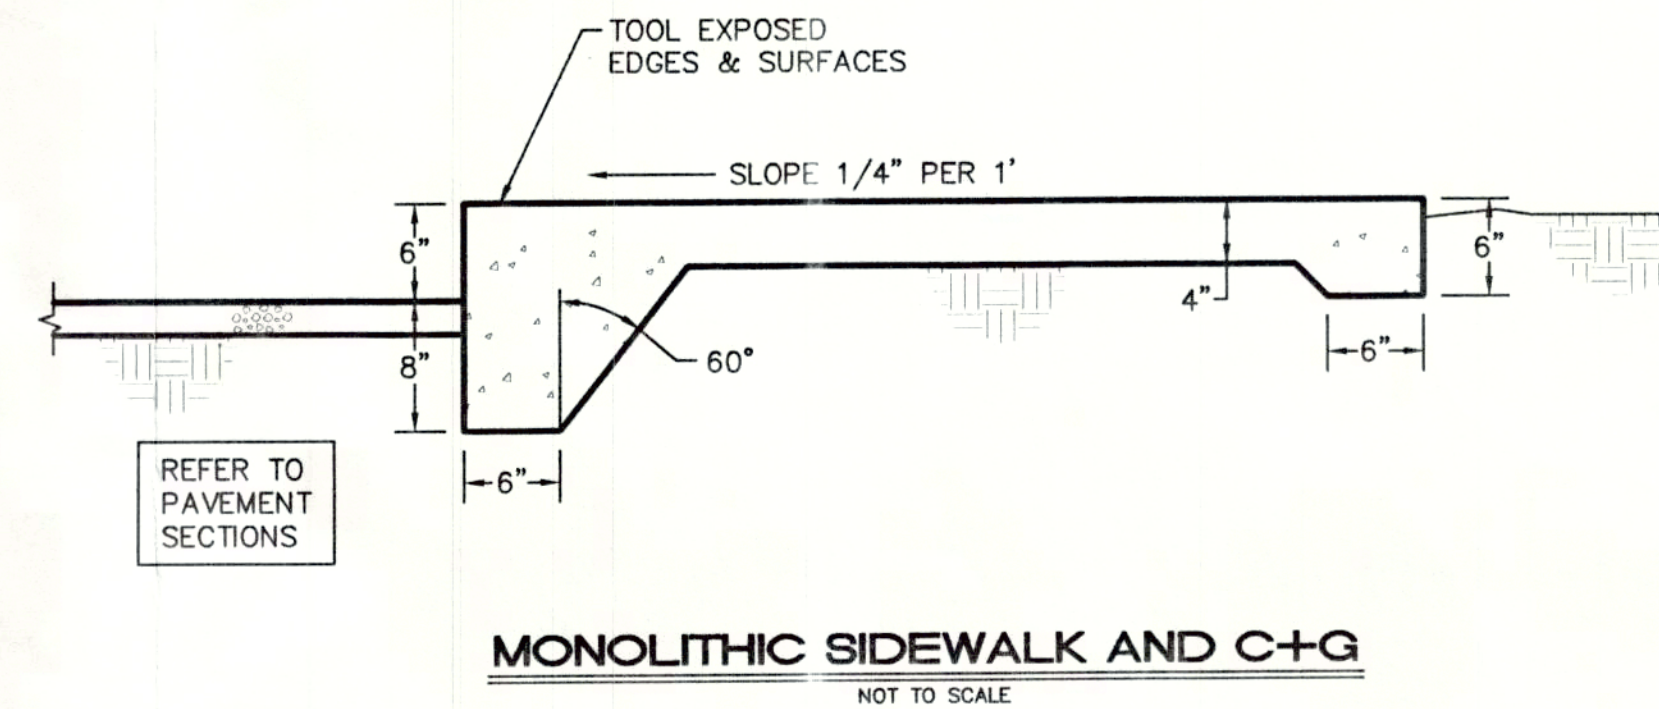 TOOL EXPOSED
EDGES & SURFACES
SLOPE 1/4" PER 1'
6"
6"
4"
8"
60°
6"
6"
REFER TO
PAVEMENT
SECTIONS
MONOLITHIC SIDEWALK AND C+G
NOT TO SCALE